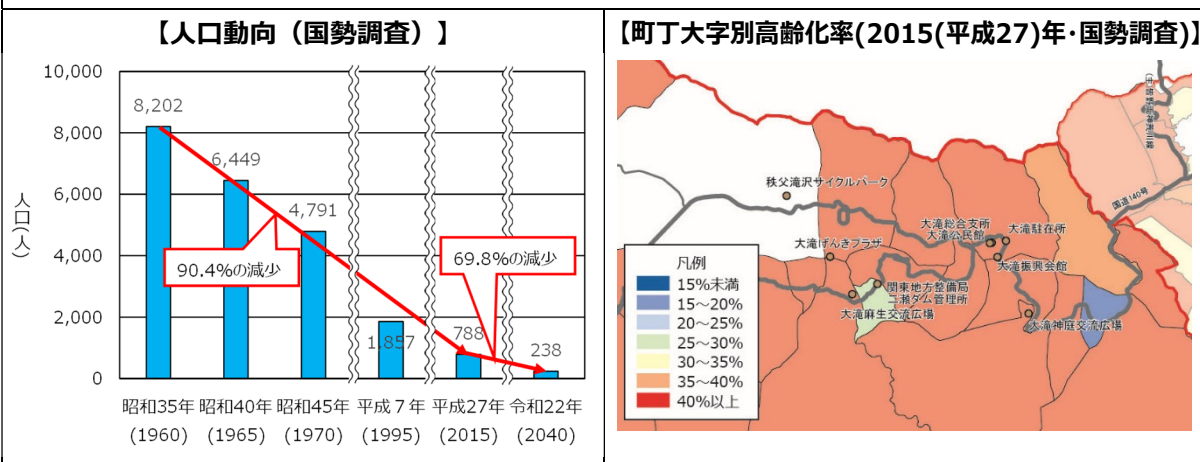 【人口動向（国勢調査）】
10,000
8,000
6,000
4,000
2,000
0
人口(人)
8,202
6,449
4,791
1,857
788
238
90.4%の減少
69.8%の減少
昭和35年 昭和40年 昭和45年 平成７年 平成27年 令和22年
(1960) (1965) (1970) (1995) (2015) (2040)
【町丁大字別高齢化率(2015(平成27)年・国勢調査)】
国道140号
秩父滝沢サイクルパーク
大滝総合支所
大滝公民館
大滝駐在所
大滝げんきプラザ
大滝振興会館
関東地方整備局
二瀬ダム管理所
大滝麻生交流広場
大滝神庭交流広場
凡例
15%未満
15～20%
20～25%
25～30%
30～35%
35～40%
40%以上